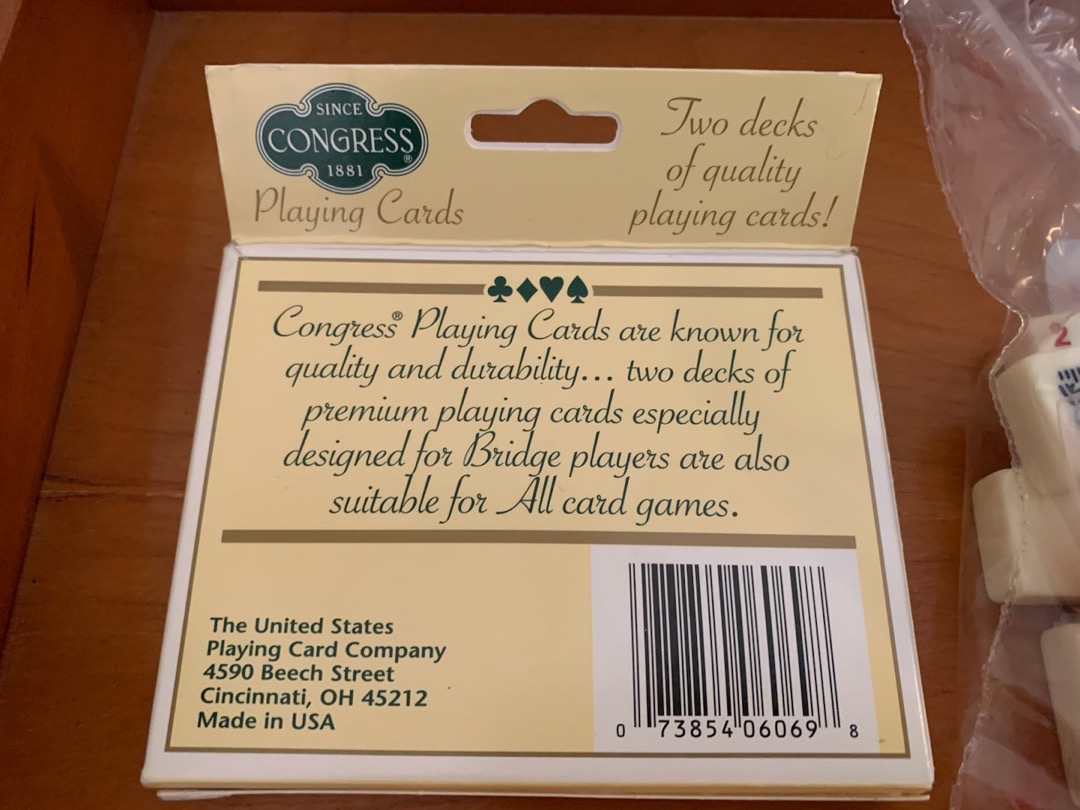 SINCE
CONGRESS®
1881
Playing Cards
Two decks
of quality
playing cards!
Congress® Playing Cards are known for
quality and durability... two decks of
premium playing cards especially
designed for Bridge players are also
suitable for All card games.
The United States
Playing Card Company
4590 Beech Street
Cincinnati, OH 45212
Made in USA
0 73854 06069 8
2